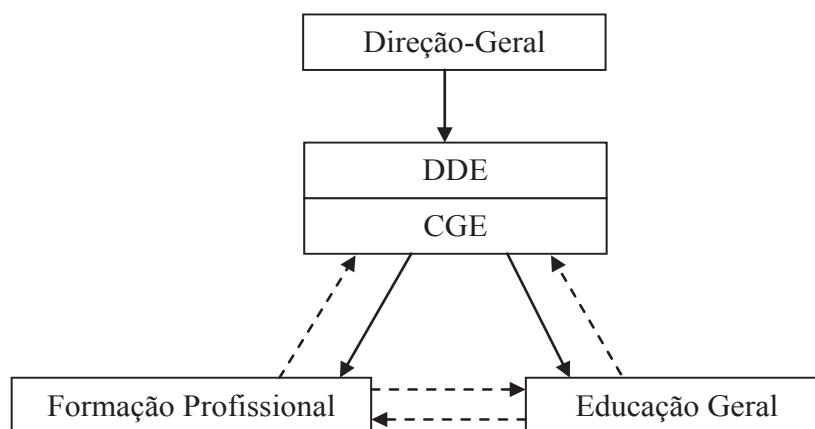 Direção-Geral
DDE
CGE
Formação Profissional
Educação Geral